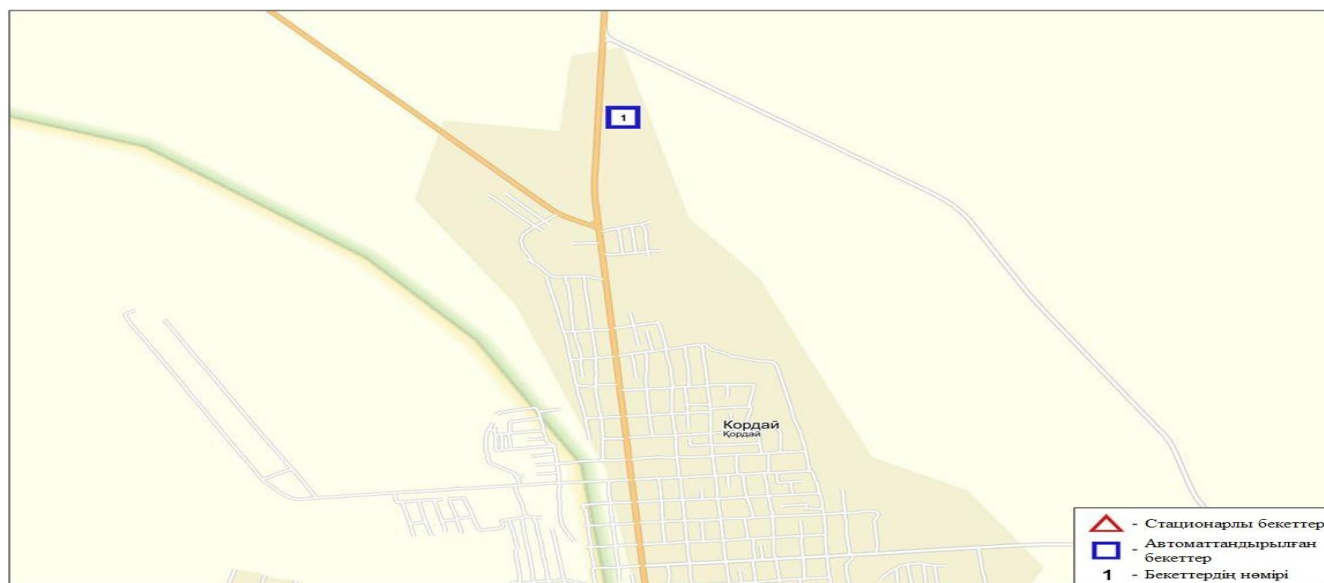 1
Кордай
Қордай
- Стационарлы бекеттер
- Автоматтандырылған
бекеттер
1 - Бекеттердің нөмірі